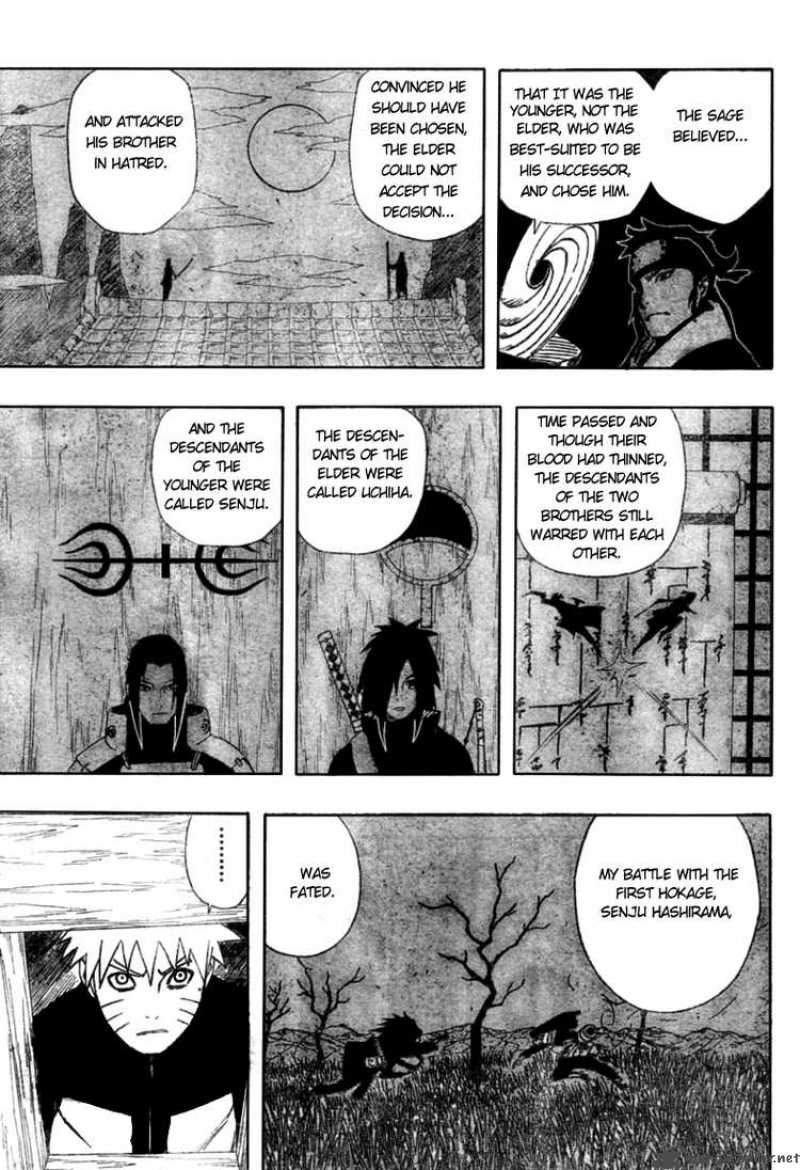 THE SAGE
BELIEVED...
THAT IT WAS THE
YOUNGER, NOT THE
ELDER, WHO WAS
BEST-SUITED TO BE
HIS SUCCESSOR,
AND CHOSE HIM.
CONVINCED HE
SHOULD HAVE
BEEN CHOSEN,
THE ELDER
COULD NOT
ACCEPT THE
DECISION...
AND ATTACKED
HIS BROTHER
IN HATRED.
TIME PASSED AND
THOUGH THEIR
BLOOD HAD THINNED,
THE DESCENDANTS
OF THE TWO
BROTHERS STILL
WARRED WITH EACH
OTHER.
THE DESCEN-
DANTS OF THE
ELDER WERE
CALLED UCHIHA.
AND THE
DESCENDANTS
OF THE
YOUNGER WERE
CALLED SENJU.
MY BATTLE WITH THE
FIRST HOKAGE,
SENJU HASHIRAMA,
WAS
FATED.
.........